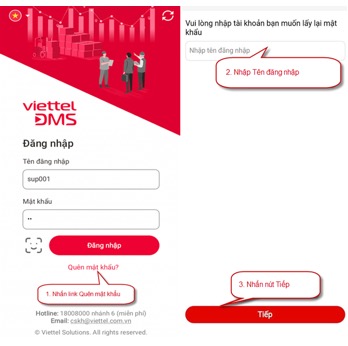 viettel
DMS
Đăng nhập
Tên đăng nhập
sup001
Mật khẩu
Đăng nhập
Quên mật khẩu?
1. Nhấn link Quên mật khẩu
Hotline: 18008000 nhánh 6 (miễn phí)
Email: cskh@viettel.com.vn
© Viettel Solutions. All rights reserved.
Vui lòng nhập tài khoản bạn muốn lấy lại mật
khẩu
Nhập tên đăng nhập
2. Nhập Tên đăng nhập
3. Nhấn nút Tiếp
Tiếp